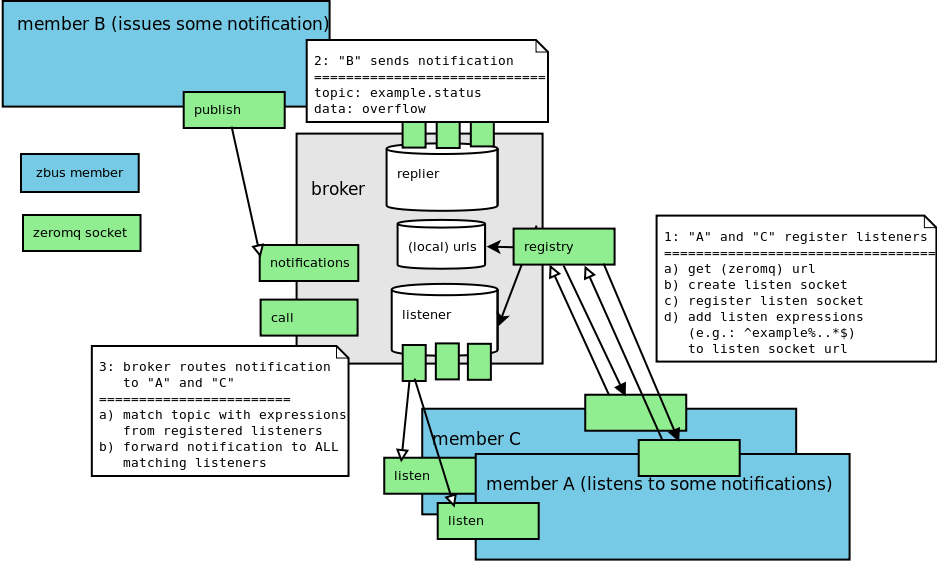 member B (issues some notification)
2: "B" sends notification
=============================
topic: example.status
data: overflow
publish
zbus member
zeromq socket
broker
replier
(local) urls
registry
notifications
listener
call
1: "A" and "C" register listeners
==================================
a) get (zeromq) url
b) create listen socket
c) register listen socket
d) add listen expressions
(e.g.: ^example%..*$)
to listen socket url
3: broker routes notification
to "A" and "C"
========================
a) match topic with expressions
from registered listeners
b) forward notification to ALL
matching listeners
member C
listen
member A (listens to some notifications)
listen